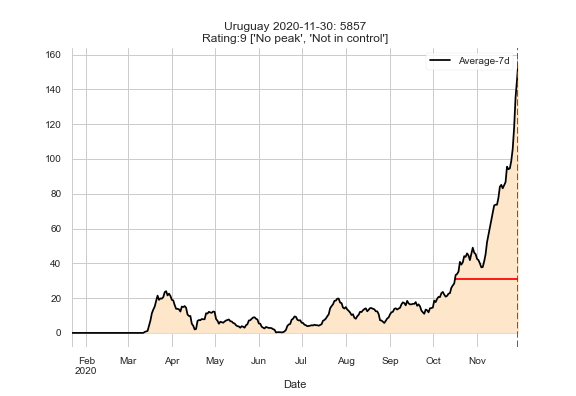 Uruguay 2020-11-30: 5857
Rating:9 ['No peak', 'Not in control']
Average-7d
160
140
120
100
80
60
40
20
0
Feb Mar Apr May Jun Jul Aug Sep Oct Nov
2020
Date